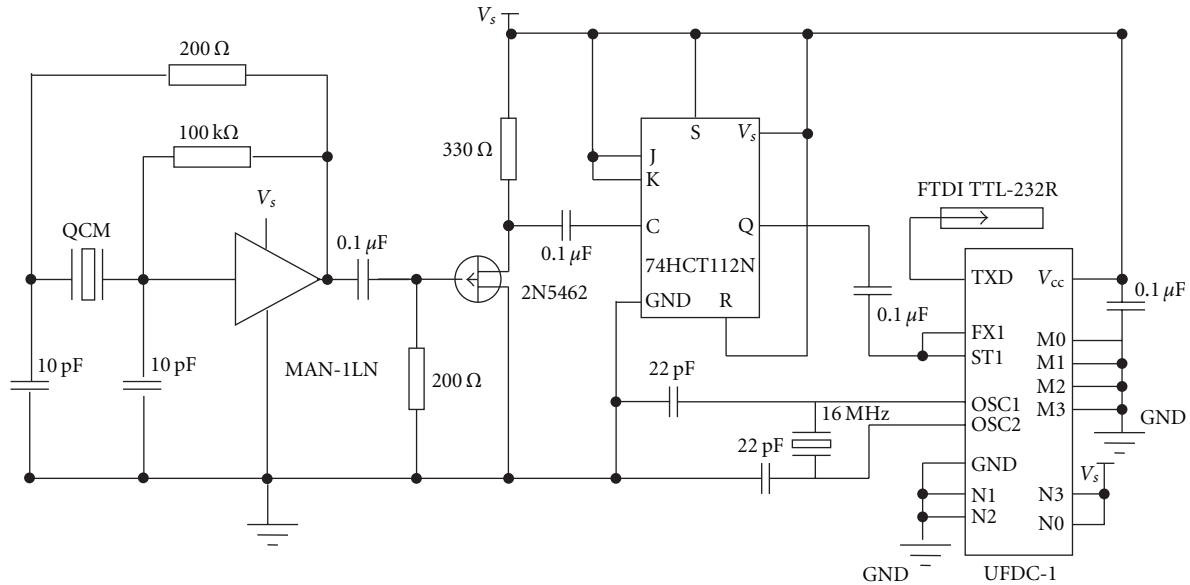 Vs
200 Ω
100 kΩ
330 Ω
S
Vs
J
K
FTDI TTL-232R
Vs
QCM
0.1 μF
C
Q
0.1 μF
74HCT112N
TXD
Vcc
2N5462
GND
R
0.1 μF
0.1 μF
FX1
M0
ST1
M1
10 pF
10 pF
MAN-1LN
200 Ω
22 pF
M2
OSC1
M3
GND
16 MHz
OSC2
22 pF
GND
Vs
N1
N3
N2
N0
GND
UFDC-1